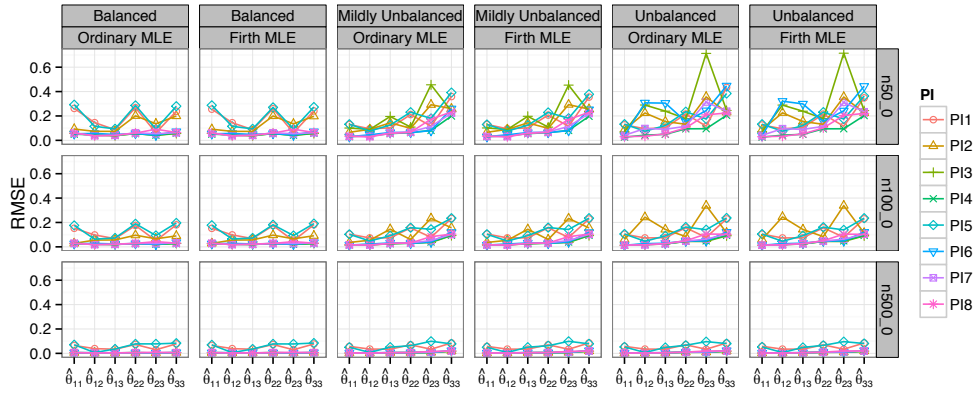 Balanced Balanced Mildly Unbalanced Mildly Unbalanced Unbalanced Unbalanced
Ordinary MLE Firth MLE Ordinary MLE Firth MLE Ordinary MLE Firth MLE
0.6
0.4
0.2
0.0
n50_0
0.6
0.4
0.2
0.0
n100_0
0.6
0.4
0.2
0.0
n500_0
RMSE
θ̂₁₁ θ̂₁₂ θ̂₁₃ θ̂₂₂ θ̂₂₃ θ̂₃₃ θ̂₁₁ θ̂₁₂ θ̂₁₃ θ̂₂₂ θ̂₂₃ θ̂₃₃ θ̂₁₁ θ̂₁₂ θ̂₁₃ θ̂₂₂ θ̂₂₃ θ̂₃₃ θ̂₁₁ θ̂₁₂ θ̂₁₃ θ̂₂₂ θ̂₂₃ θ̂₃₃ θ̂₁₁ θ̂₁₂ θ̂₁₃ θ̂₂₂ θ̂₂₃ θ̂₃₃ θ̂₁₁ θ̂₁₂ θ̂₁₃ θ̂₂₂ θ̂₂₃ θ̂₃₃
PI
PI1
PI2
PI3
PI4
PI5
PI6
PI7
PI8